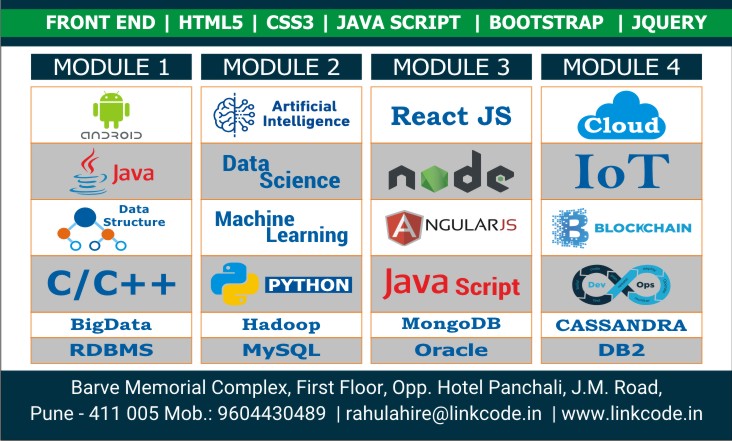 FRONT END | HTML5 | CSS3 | JAVA SCRIPT | BOOTSTRAP | JQUERY
MODULE 1
ANDROID
Java
Data
Structure
C/C++
BigData
RDBMS
MODULE 2
Artificial
Intelligence
Data
Science
Machine
Learning
PYTHON
Hadoop
MySQL
MODULE 3
React JS
node
ANGULARJS
Java Script
MongoDB
Oracle
MODULE 4
Cloud
IoT
BLOCKCHAIN
Dev Ops
CASSANDRA
DB2
Barve Memorial Complex, First Floor, Opp. Hotel Panchali, J.M. Road,
Pune - 411 005 Mob.: 9604430489 | rahulahire@linkcode.in | www.linkcode.in